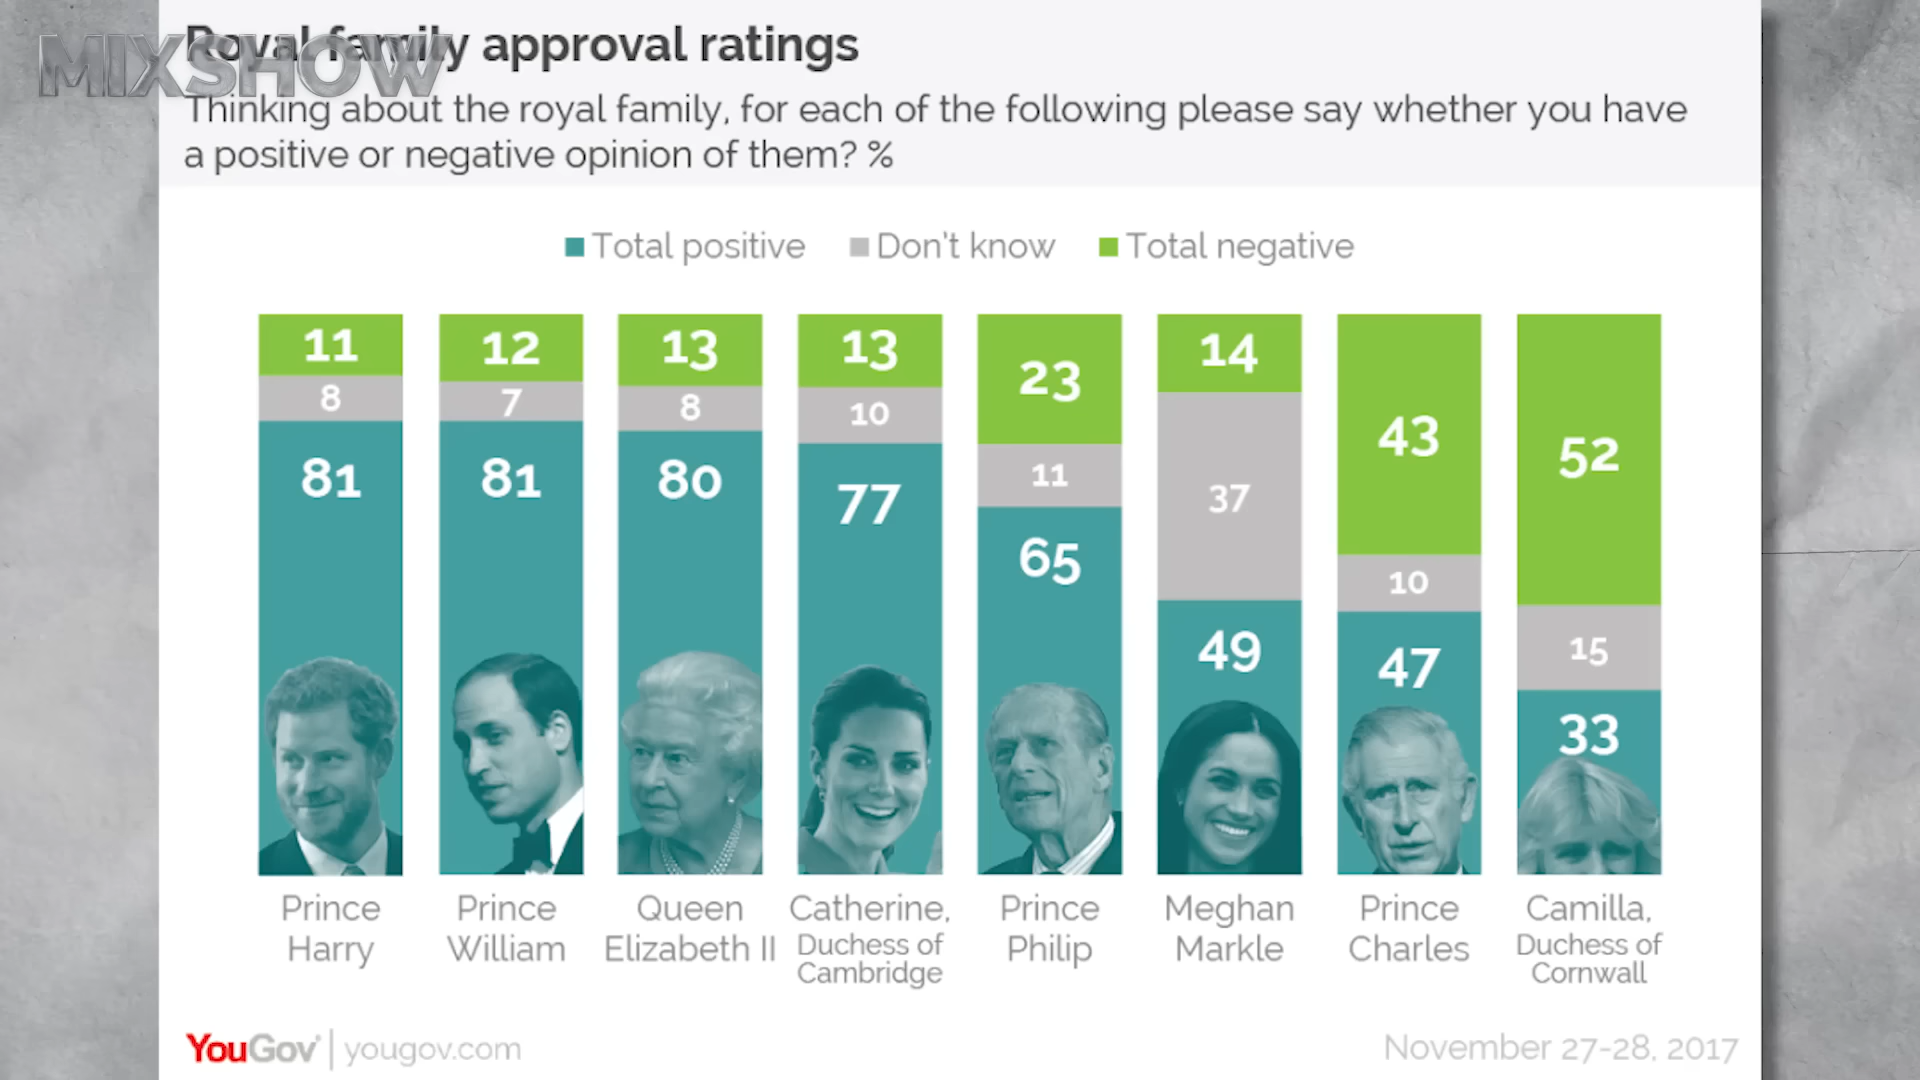 MIXSHOW
Royal family approval ratings
Thinking about the royal family, for each of the following please say whether you have
a positive or negative opinion of them? %
Total positive Don't know Total negative
11 12 13 13 23 14 43 52
8 7 8 10 11 37 10 15
81 81 80 77 65 49 47 33
Prince Prince Queen Catherine, Prince Meghan Prince Camilla,
Harry William Elizabeth II Duchess of Philip Markle Charles Duchess of
Cambridge Cornwall
YouGov | yougov.com November 27-28, 2017